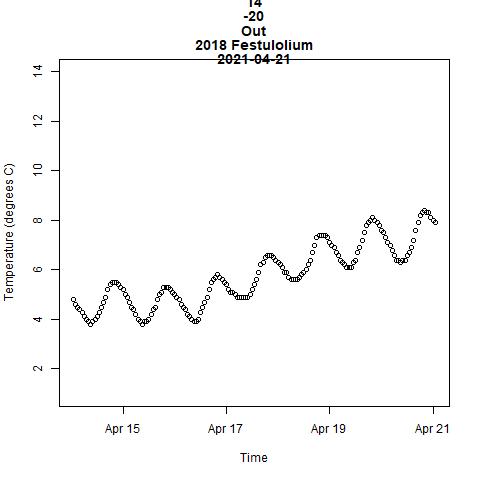 14
-20
Out
2018 Festulolium
2021-04-21
Temperature (degrees C)
14
12
10
8
6
4
2
Apr 15
Apr 17
Apr 19
Apr 21
Time